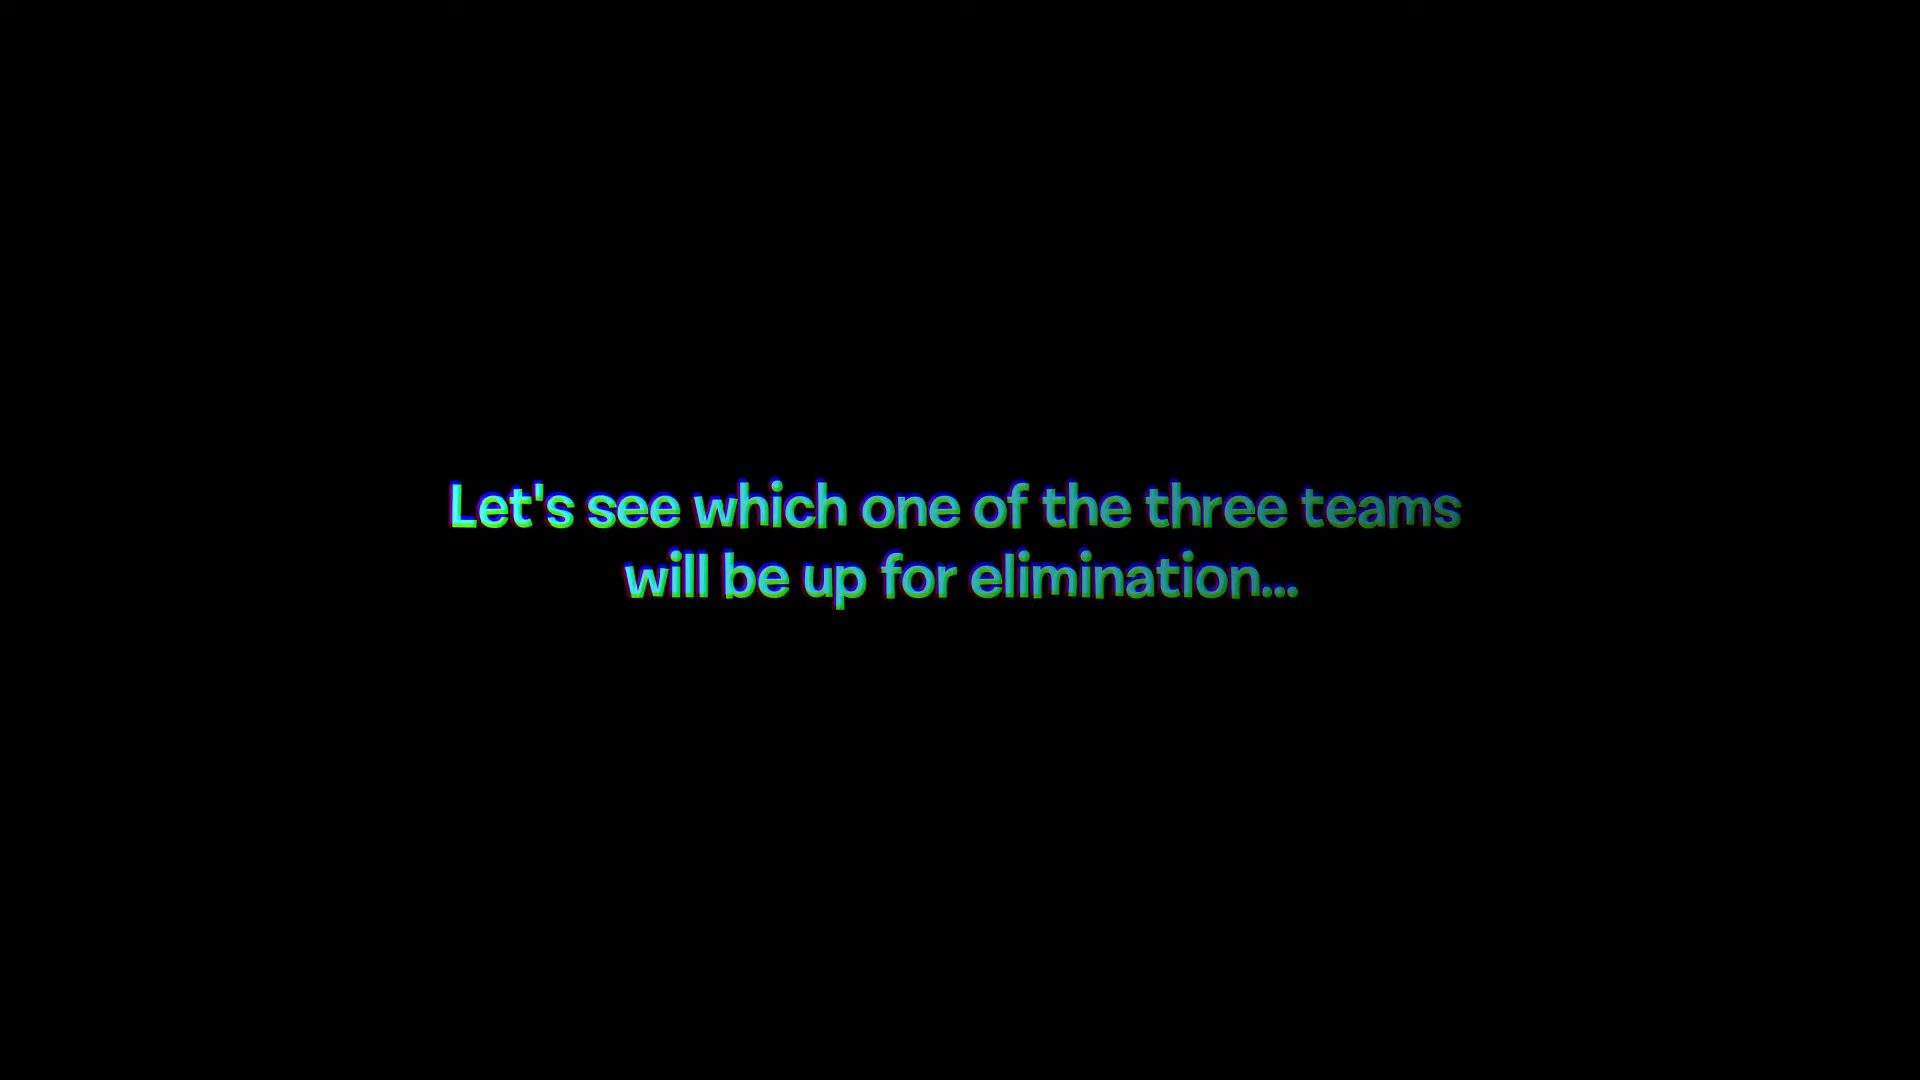 Let's see which one of the three teams
will be up for elimination...